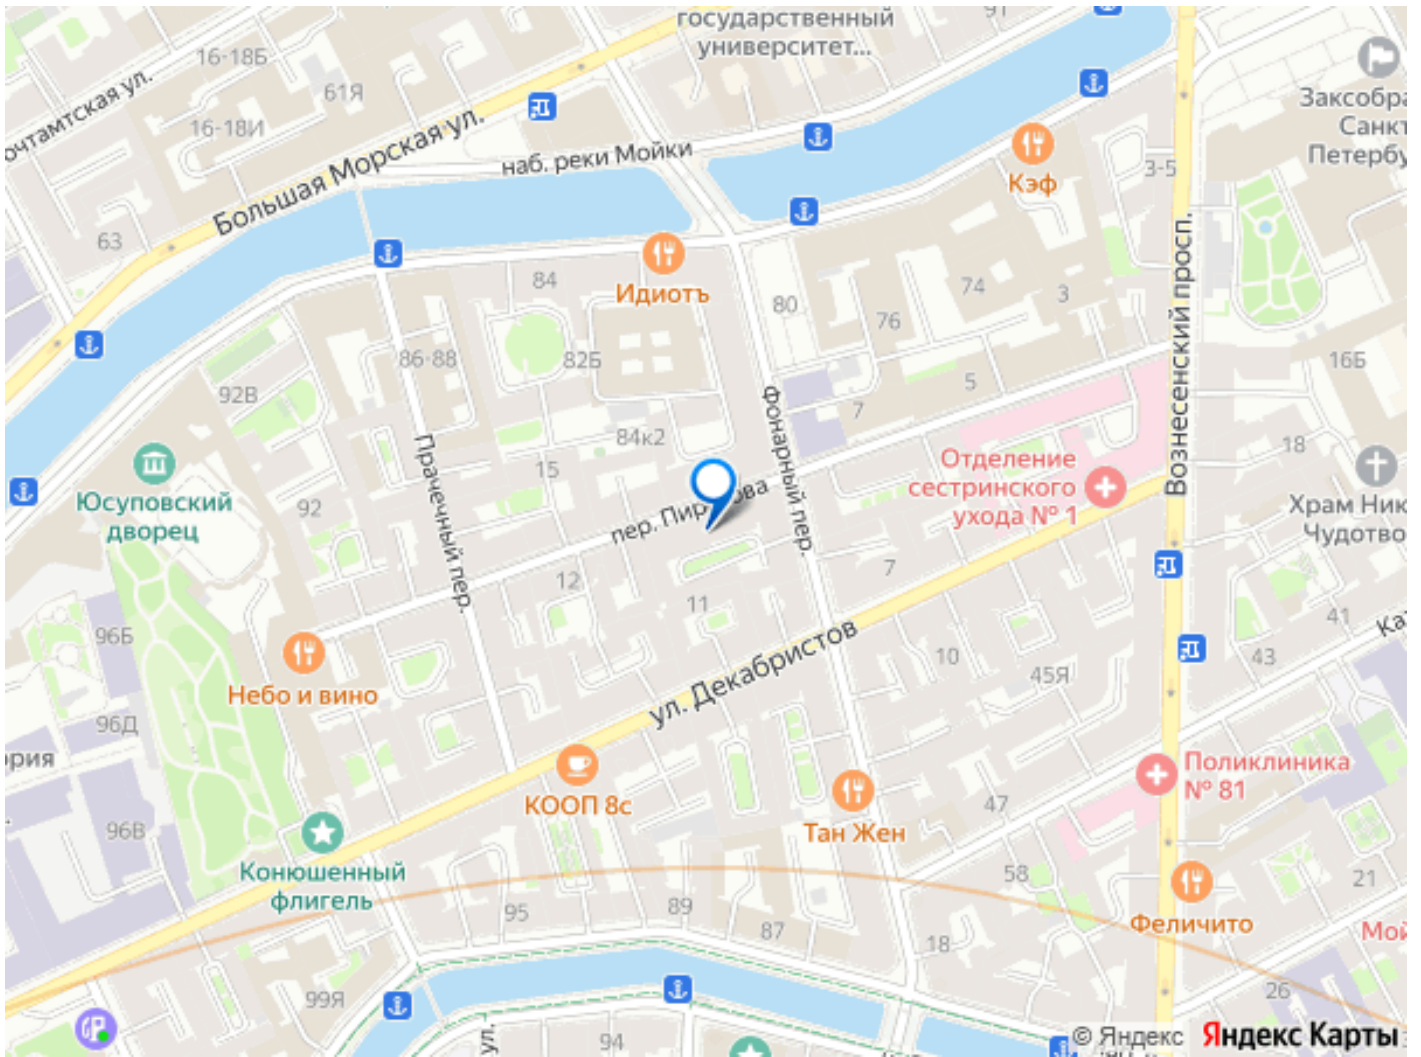 государственный
университет...
91
16-18Б
61Я
16-18И
Большая Морская ул.
наб. реки Мойки
Заксобра
Санкт
Петербу
Кэф
3-5
63
84
Идиотъ
80
74
3
76
Вознесенский просп.
86-88
82Б
92В
5
7
16Б
Фонарный пер.
84к2
Прачечный пер.
15
18
Отделение
сестринского
ухода № 1
Юсуповский
дворец
92
пер.
Храм Ник
Чудотво
12
7
11
96Б
41
ул. Декабристов
10
43
45Я
Небо и вино
96Д
рия
Поликлиника
№ 81
КООП 8с
47
Тан Жен
96В
Конюшенный
флигель
58
21
95
89
87
18
Феличито
Мой
99Я
26
94
ул.
© Яндекс
Яндекс Карты